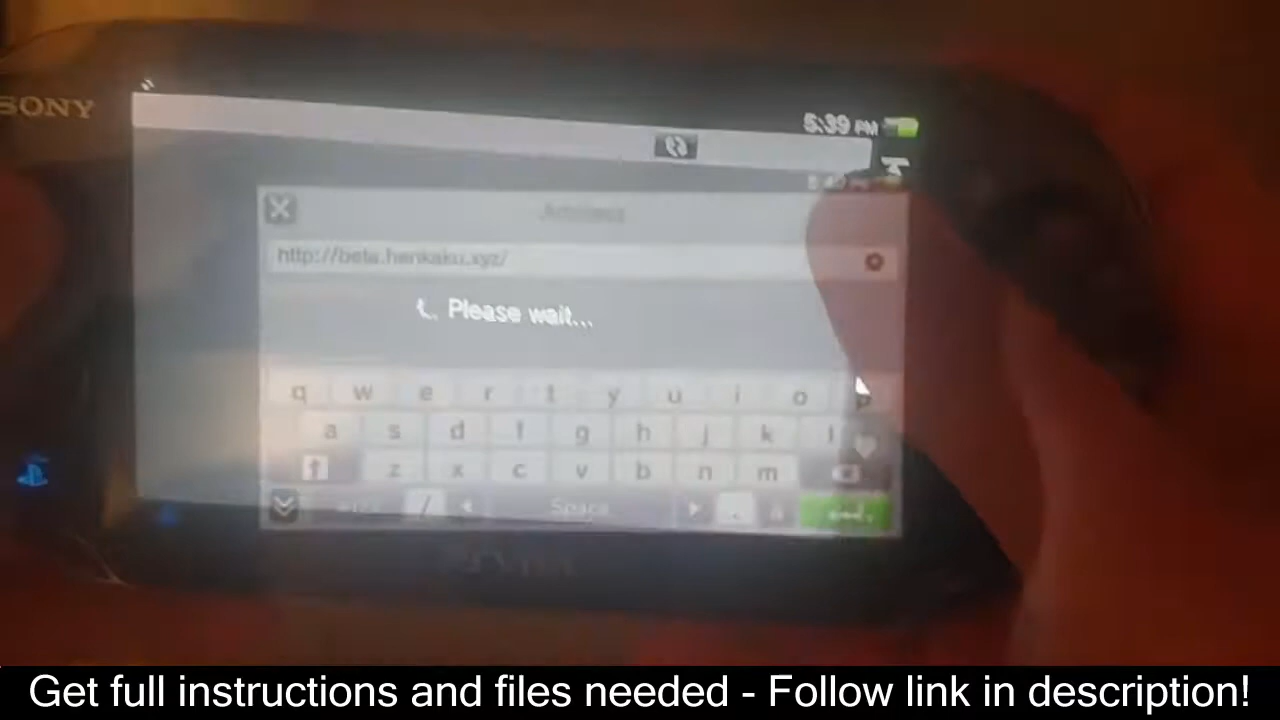 SONY
5:39 PM
http://beta.henkaku.xyz/
Please wait...
q w e r t y u i o p
a s d f g h j k l
z x c v b n m
/ Space .
Get full instructions and files needed - Follow link in description!